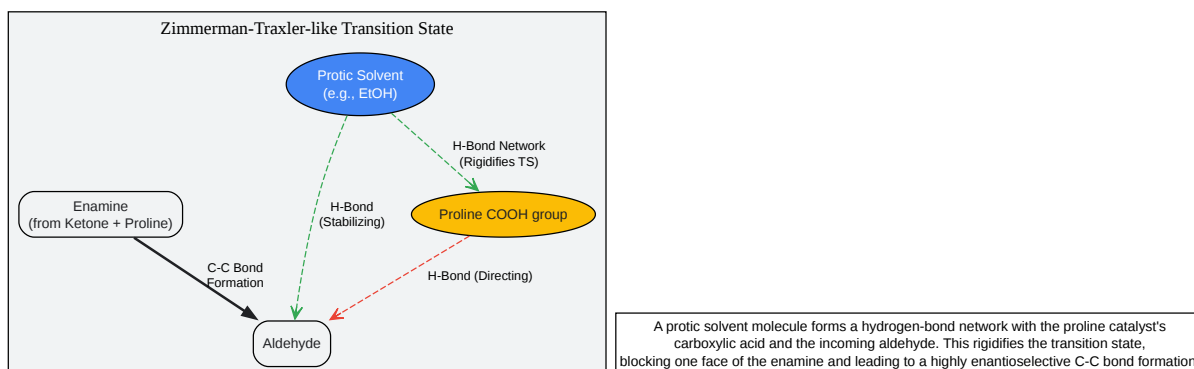 Zimmerman-Traxler-like Transition State
Protic Solvent
(e.g., EtOH)
H-Bond Network
(Rigidifies TS)
Enamine
(from Ketone + Proline)
H-Bond
(Stabilizing)
Proline COOH group
C-C Bond
Formation
H-Bond (Directing)
Aldehyde
A protic solvent molecule forms a hydrogen-bond network with the proline catalyst's
carboxylic acid and the incoming aldehyde. This rigidifies the transition state,
blocking one face of the enamine and leading to a highly enantioselective C-C bond formation